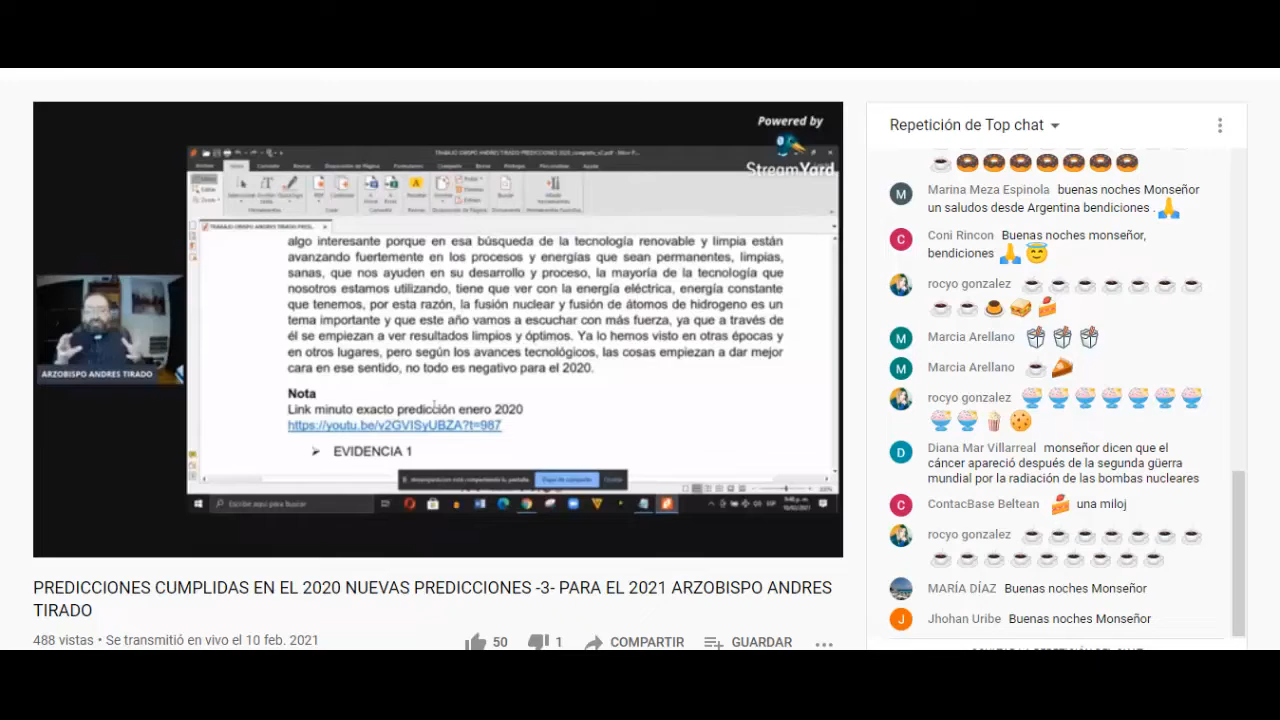 Powered by
StreamYard
TRABAJO OBISPO ANDRES TIRADO PREDICCIONES 2020
algo interesante porque en esa búsqueda de la tecnología renovable y limpia están
avanzando fuertemente en los procesos y energías que sean permanentes, limpias,
sanas, que nos ayuden en su desarrollo y proceso, la mayoría de la tecnología que
nosotros estamos utilizando, tiene que ver con la energía eléctrica, energía constante
que tenemos, por esta razón, la fusión nuclear y fusión de átomos de hidrogeno es un
tema importante y que este año vamos a escuchar con más fuerza, ya que a través de
él se empiezan a ver resultados limpios y óptimos. Ya lo hemos visto en otras épocas y
en otros lugares, pero según los avances tecnológicos, las cosas empiezan a dar mejor
cara en ese sentido, no todo es negativo para el 2020.
Nota
Link minuto exacto predicción enero 2020
https://youtu.be/v2GVISyUBZA?t=987
➢ EVIDENCIA 1
ARZOBISPO ANDRES TIRADO
Escribe aquí para buscar
PREDICCIONES CUMPLIDAS EN EL 2020 NUEVAS PREDICCIONES -3- PARA EL 2021 ARZOBISPO ANDRES
TIRADO
488 vistas • Se transmitió en vivo el 10 feb. 2021
50
1
COMPARTIR
GUARDAR
Repetición de Top chat
M
Marina Meza Espinola buenas noches Monseñor
un saludos desde Argentina bendiciones .
C
Coni Rincon Buenas noches monseñor,
bendiciones
rocyo gonzalez
M
Marcia Arellano
M
Marcia Arellano
rocyo gonzalez
D
Diana Mar Villarreal monseñor dicen que el
cáncer apareció después de la segunda güerra
mundial por la radiación de las bombas nucleares
C
ContacBase Beltean una miloj
rocyo gonzalez
MARÍA DÍAZ Buenas noches Monseñor
J
Jhohan Uribe Buenas noches Monseñor